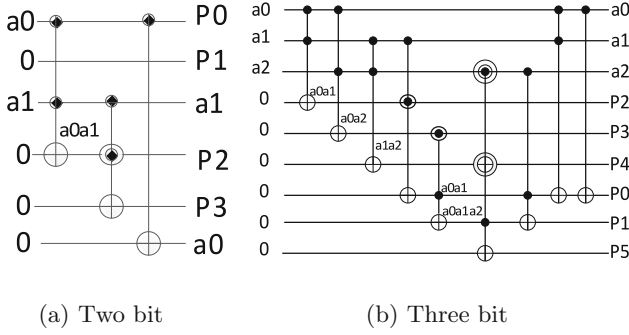 a0 P0
0 P1
a1 a1
a0a1
0 P2
0 P3
0 a0
(a) Two bit
a0 a0
a1 a1
a2 a2
0 a0a1 P2
0 a0a2 P3
0 a1a2 P4
0 a0a1 P0
0 a0a1a2 P1
0 P5
(b) Three bit